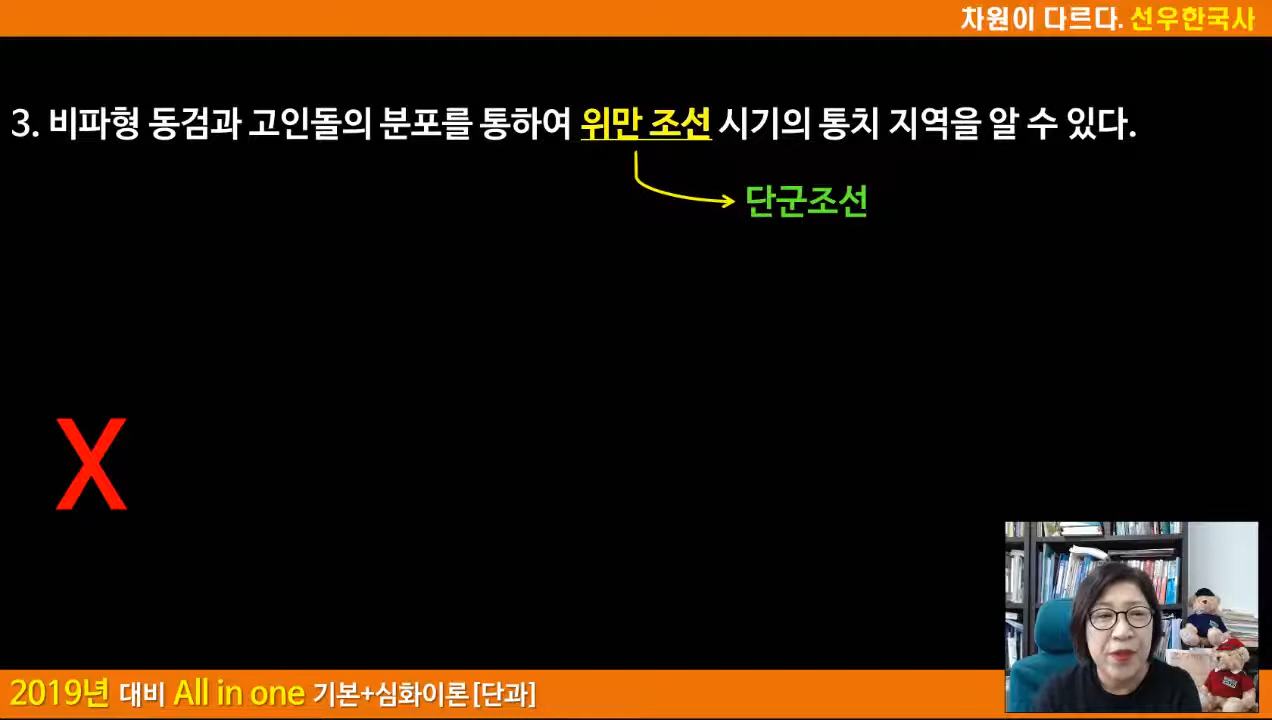 차원이 다르다. 선우한국사
3. 비파형 동검과 고인돌의 분포를 통하여 위만 조선 시기의 통치 지역을 알 수 있다.
단군조선
X
2019년 대비 All in one 기본+심화이론[단과]